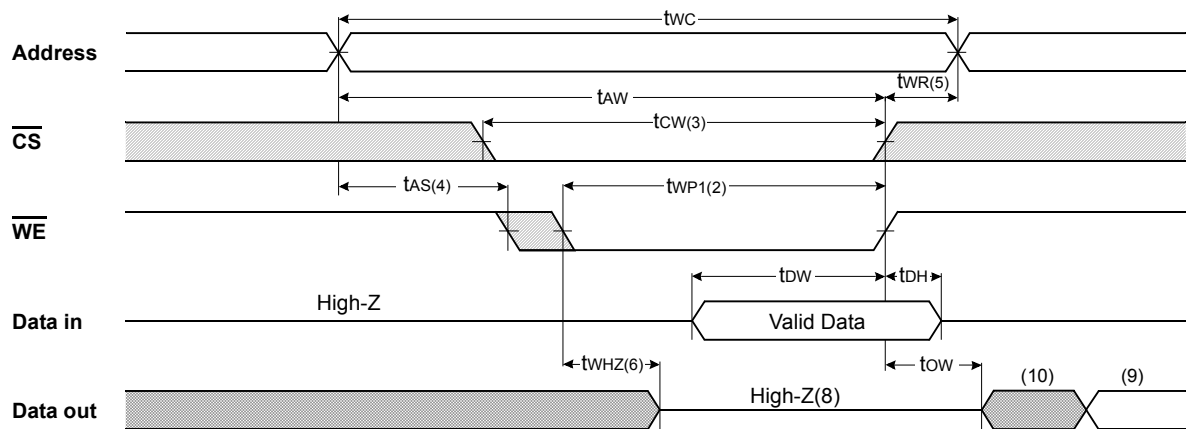 tWC
Address
tWR(5)
tAW
tCW(3)
CS
tAS(4)
tWP1(2)
WE
tDW
tDH
High-Z
Data in
Valid Data
tWHZ(6)
tOW
High-Z(8)
(10)
(9)
Data out